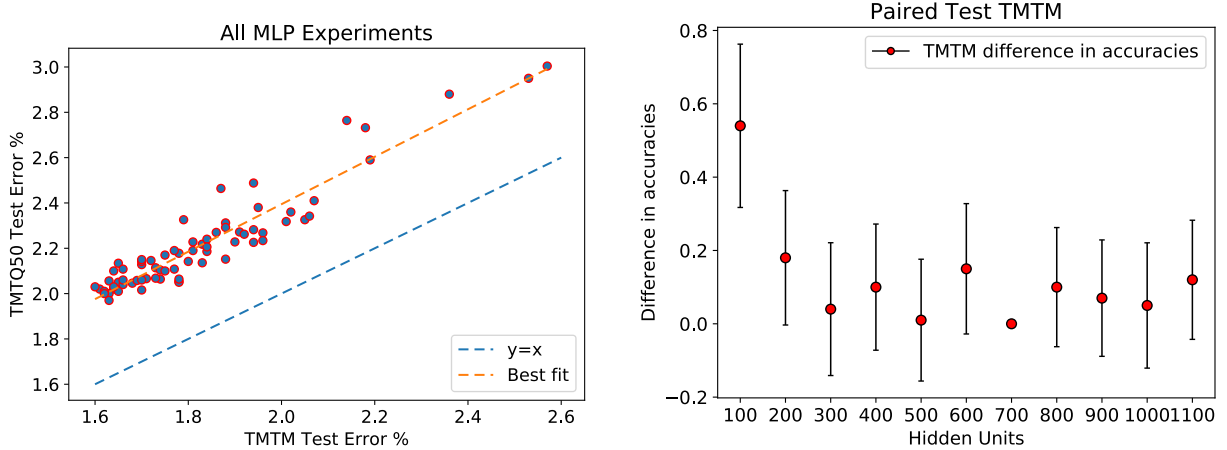 All MLP Experiments
TMTQ50 Test Error %
3.0
2.8
2.6
2.4
2.2
2.0
1.8
1.6
y=x
Best fit
1.6 1.8 2.0 2.2 2.4 2.6
TMTM Test Error %
Paired Test TMTM
TMTM difference in accuracies
Difference in accuracies
0.8
0.6
0.4
0.2
0.0
−0.2
100 200 300 400 500 600 700 800 900 1000 1100
Hidden Units